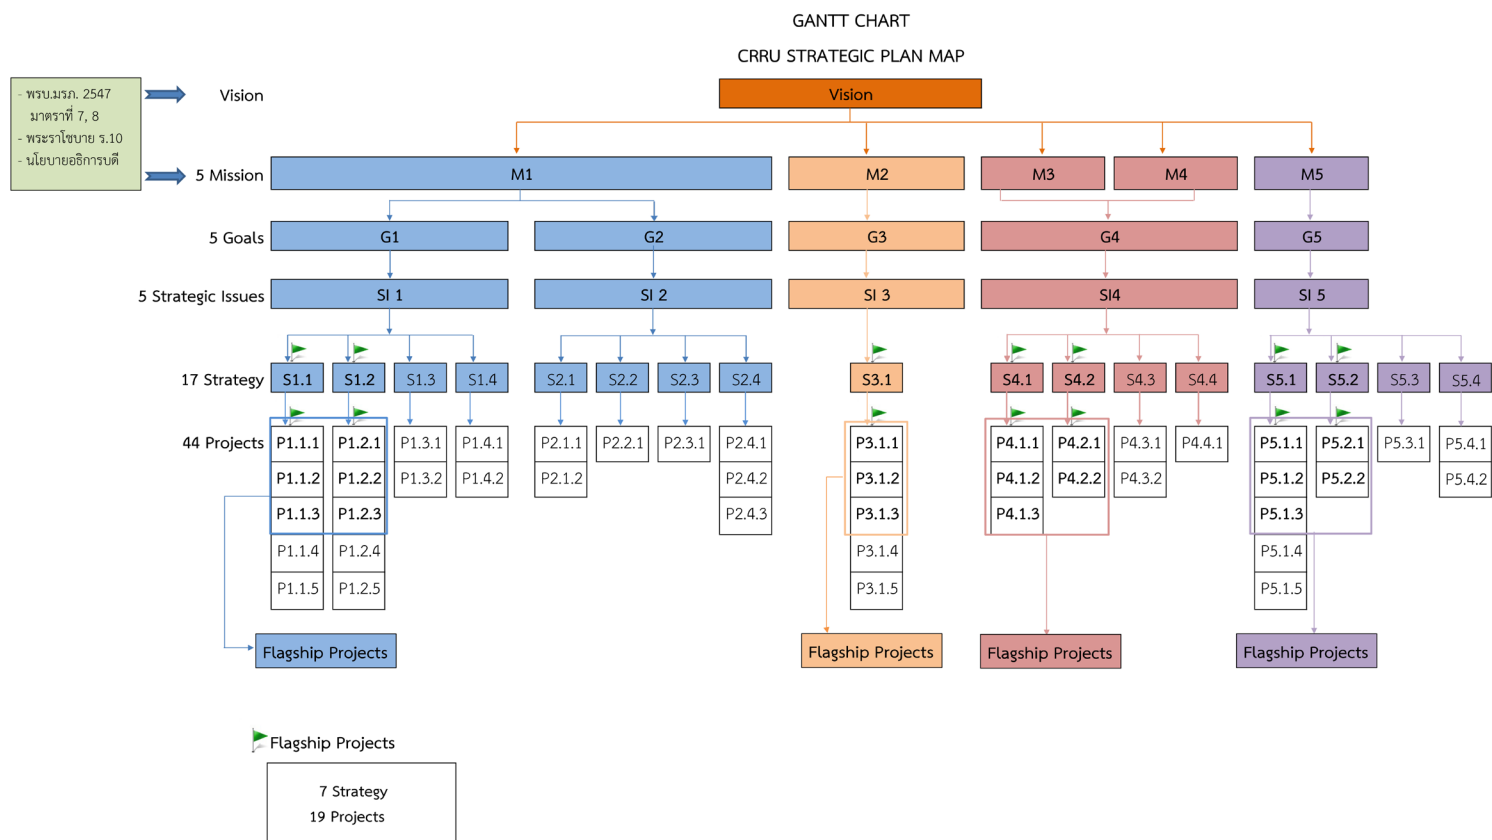 GANTT CHART
CRRU STRATEGIC PLAN MAP
- พรบ.มรภ. 2547
มาตราที่ 7, 8
- พระราโชบาย ร.10
- นโยบายอธิการบดี
Vision
Vision
5 Mission
M1
M2
M3
M4
M5
5 Goals
G1
G2
G3
G4
G5
5 Strategic Issues
SI 1
SI 2
SI 3
SI4
SI 5
17 Strategy
S1.1
S1.2
S1.3
S1.4
S2.1
S2.2
S2.3
S2.4
S3.1
S4.1
S4.2
S4.3
S4.4
S5.1
S5.2
S5.3
S5.4
44 Projects
P1.1.1
P1.2.1
P1.3.1
P1.4.1
P2.1.1
P2.2.1
P2.3.1
P2.4.1
P3.1.1
P4.1.1
P4.2.1
P4.3.1
P4.4.1
P5.1.1
P5.2.1
P5.3.1
P5.4.1
P1.1.2
P1.2.2
P1.3.2
P1.4.2
P2.1.2
P2.4.2
P3.1.2
P4.1.2
P4.2.2
P4.3.2
P5.1.2
P5.2.2
P5.4.2
P1.1.3
P1.2.3
P2.4.3
P3.1.3
P4.1.3
P5.1.3
P1.1.4
P1.2.4
P3.1.4
P5.1.4
P1.1.5
P1.2.5
P3.1.5
P5.1.5
Flagship Projects
Flagship Projects
Flagship Projects
Flagship Projects
Flagship Projects
7 Strategy
19 Projects